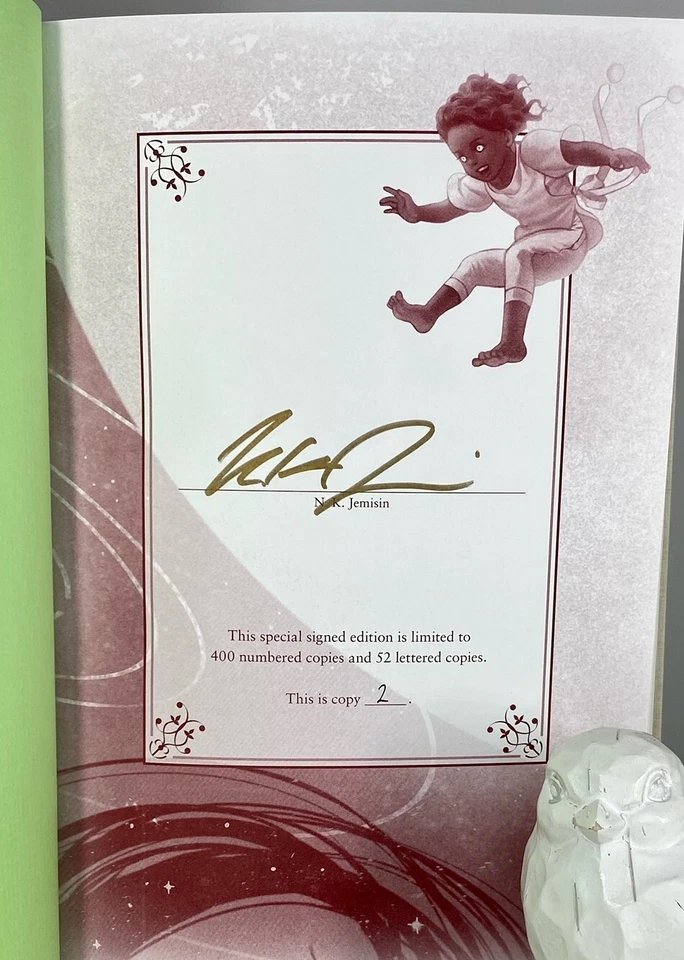 N. K. Jemisin
This special signed edition is limited to
400 numbered copies and 52 lettered copies.
This is copy 2.